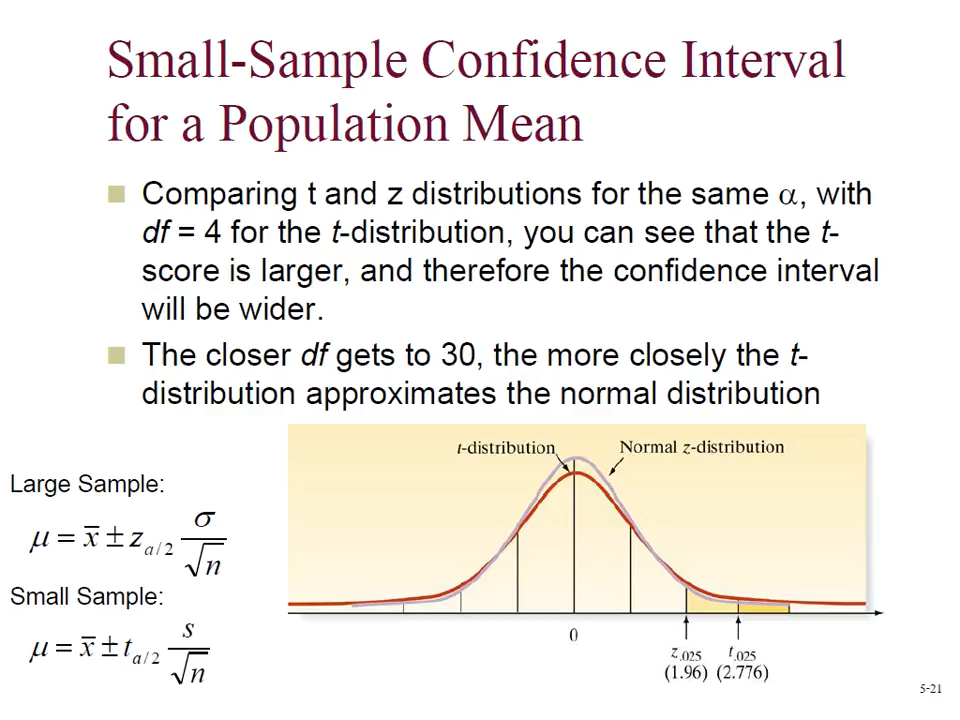 Small-Sample Confidence Interval
for a Population Mean
Comparing t and z distributions for the same α, with
df = 4 for the t-distribution, you can see that the t-
score is larger, and therefore the confidence interval
will be wider.
The closer df gets to 30, the more closely the t-
distribution approximates the normal distribution
t-distribution
Normal z-distribution
Large Sample:
μ = x̄ ± z_{a/2} σ/√n
Small Sample:
μ = x̄ ± t_{a/2} s/√n
0
z.025 t.025
(1.96) (2.776)
5-21